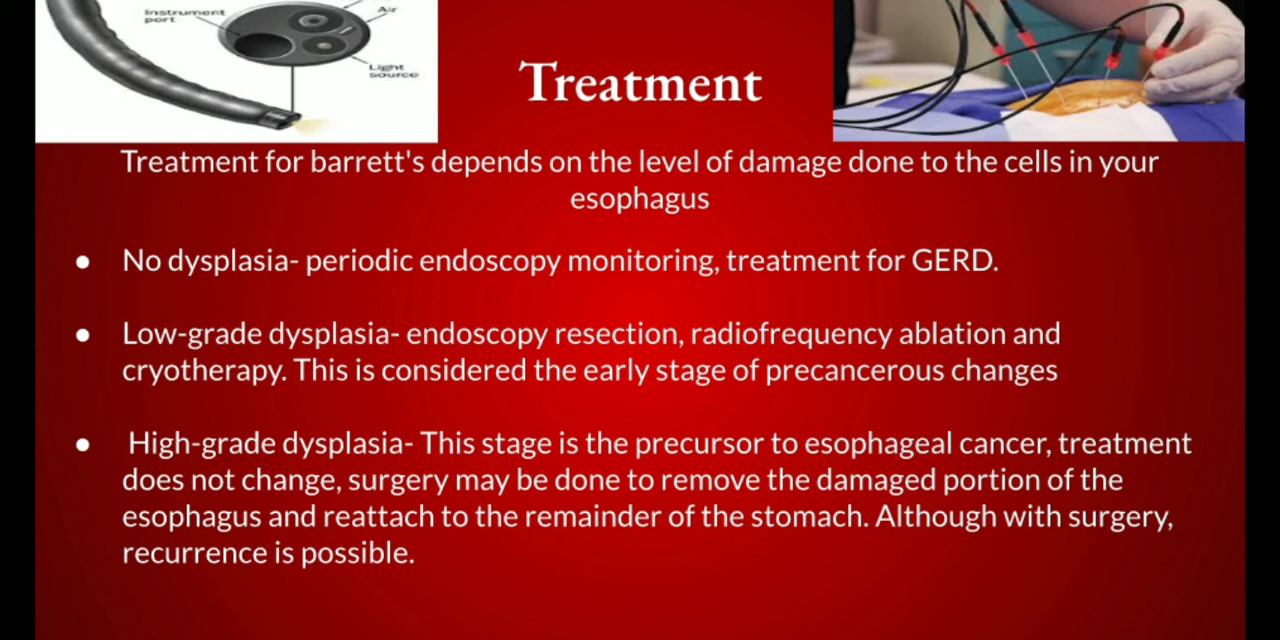 Instrument
port
Air
Light
source
Treatment
Treatment for barrett's depends on the level of damage done to the cells in your
esophagus
● No dysplasia- periodic endoscopy monitoring, treatment for GERD.
● Low-grade dysplasia- endoscopy resection, radiofrequency ablation and
cryotherapy. This is considered the early stage of precancerous changes
● High-grade dysplasia- This stage is the precursor to esophageal cancer, treatment
does not change, surgery may be done to remove the damaged portion of the
esophagus and reattach to the remainder of the stomach. Although with surgery,
recurrence is possible.